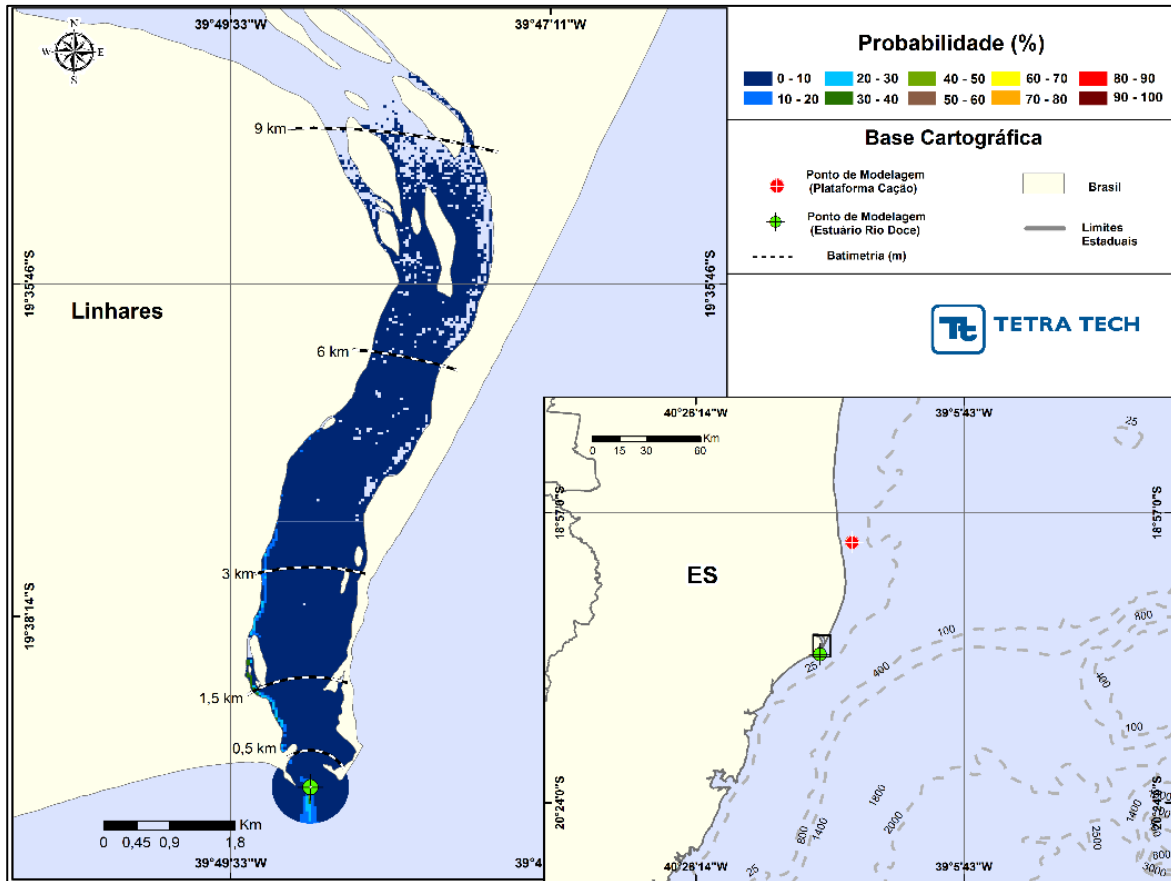 39°49'33"W
39°47'11"W
N
W
E
S
9 km
19°35'46"S
19°35'46"S
Linhares
6 km
3 km
19°38'14"S
1,5 km
0,5 km
Km
0 0,45 0,9 1,8
39°49'33"W
39°4
Probabilidade (%)
0 - 10
20 - 30
40 - 50
60 - 70
80 - 90
10 - 20
30 - 40
50 - 60
70 - 80
90 - 100
Base Cartográfica
Ponto de Modelagem
(Plataforma Cação)
Brasil
Ponto de Modelagem
(Estuário Rio Doce)
Limites
Estaduais
Batimetria (m)
Tt TETRA TECH
40°26'14"W
39°5'43"W
25
Km
0 15 30 60
18°57'0"S
18°57'0"S
ES
800
100
400
25
400
100
1800
2000
800
1400
1400
2500
800
3000
20°24'0"S
20°24'0"S
25
40°26'14"W
39°5'43"W